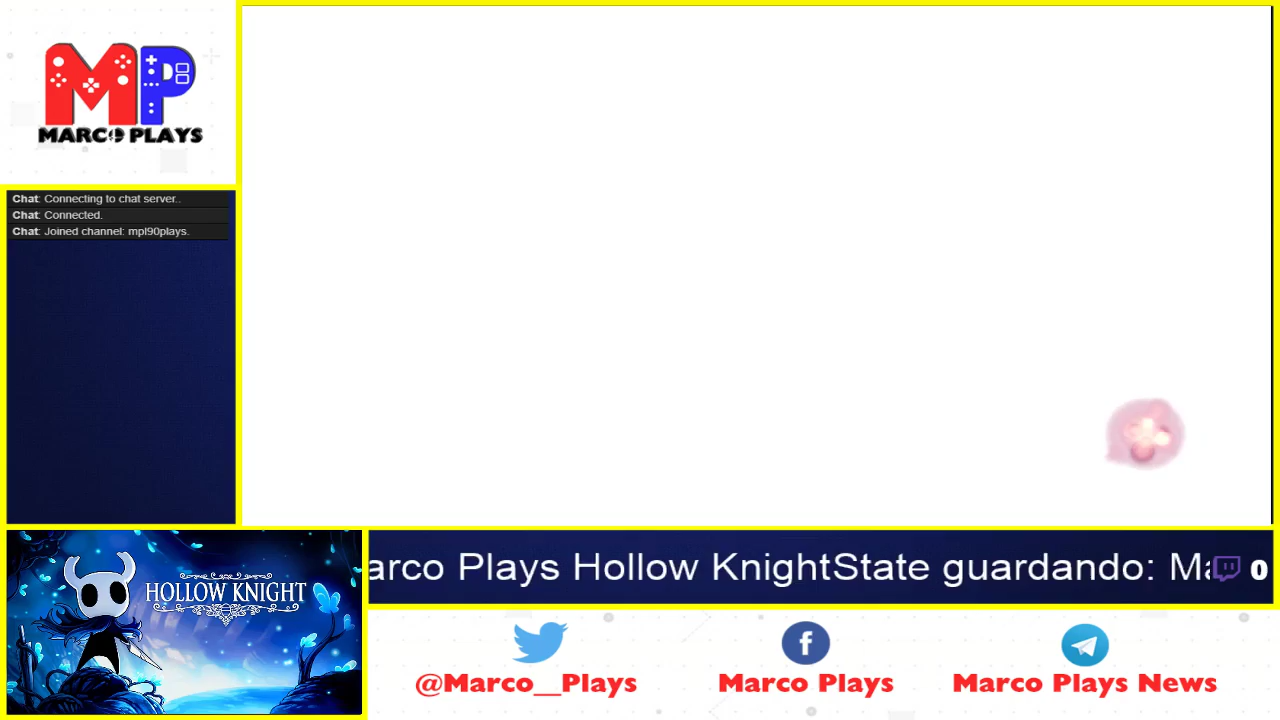 MP
MARCO PLAYS
Chat: Connecting to chat server..
Chat: Connected.
Chat: Joined channel: mpl90plays.
HOLLOW KNIGHT
arco Plays Hollow KnightState guardando: Ma
0
@Marco__Plays
Marco Plays
Marco Plays News